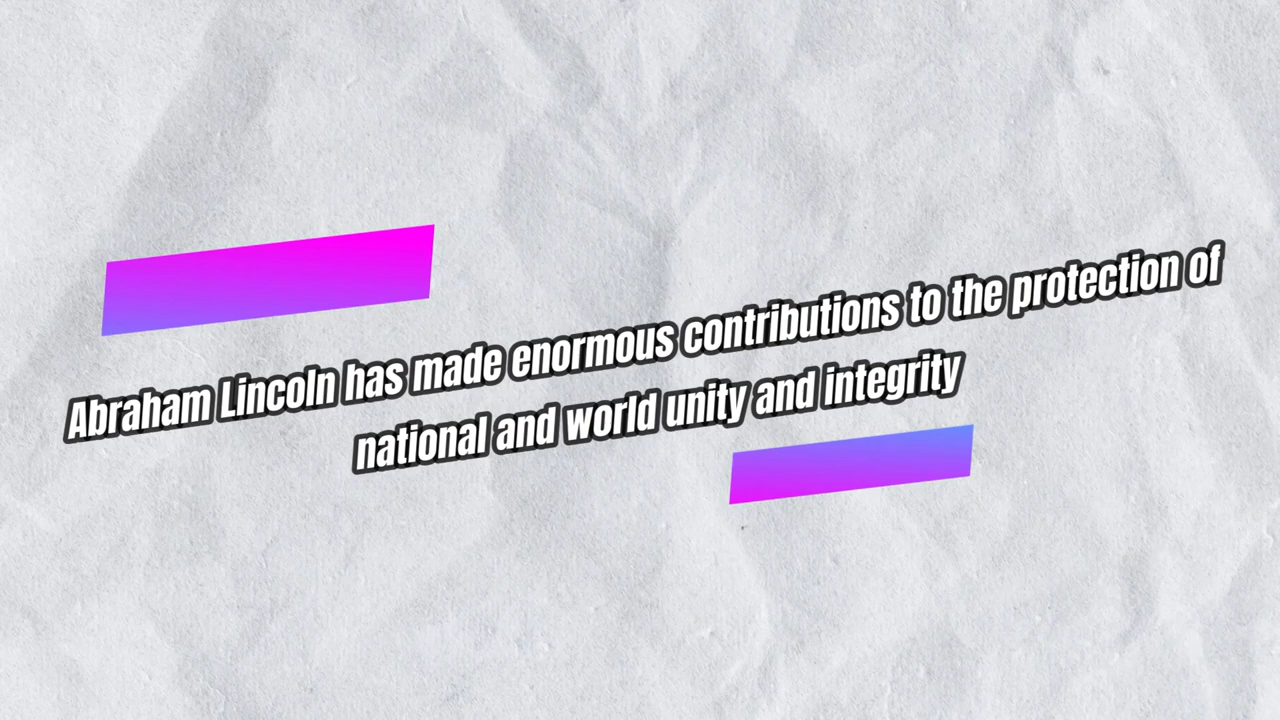 Abraham Lincoln has made enormous contributions to the protection of
national and world unity and integrity